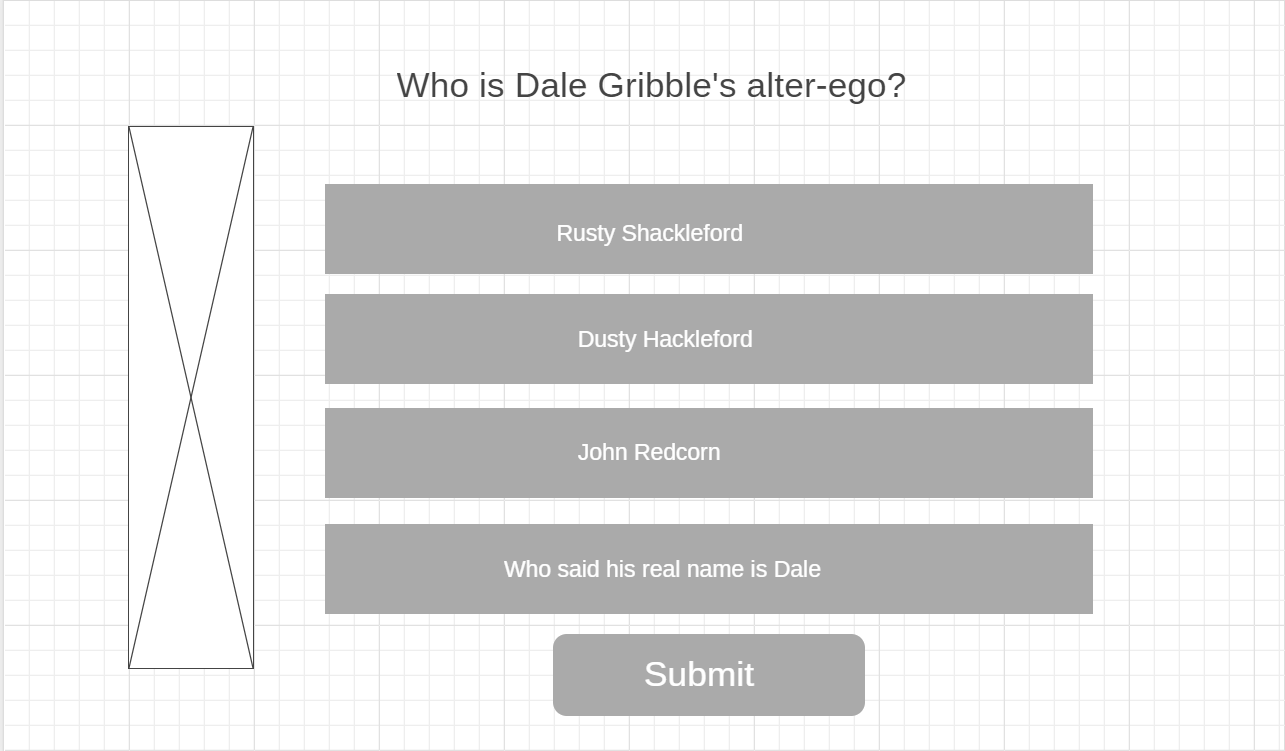 Who is Dale Gribble's alter-ego?
Rusty Shackleford
Dusty Hackleford
John Redcorn
Who said his real name is Dale
Submit